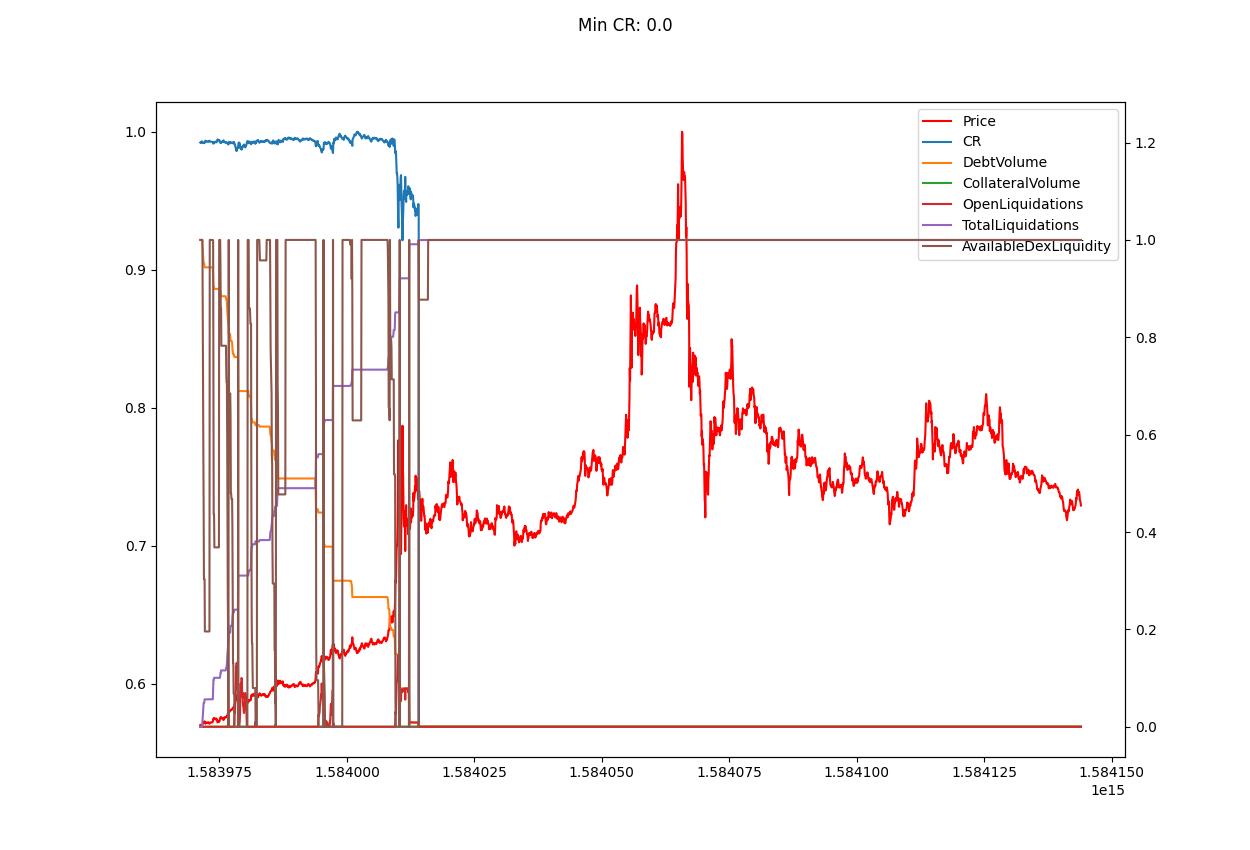 Min CR: 0.0
1.0
0.9
0.8
0.7
0.6
1.2
1.0
0.8
0.6
0.4
0.2
0.0
Price
CR
DebtVolume
CollateralVolume
OpenLiquidations
TotalLiquidations
AvailableDexLiquidity
1.583975 1.584000 1.584025 1.584050 1.584075 1.584100 1.584125 1.584150
1e15